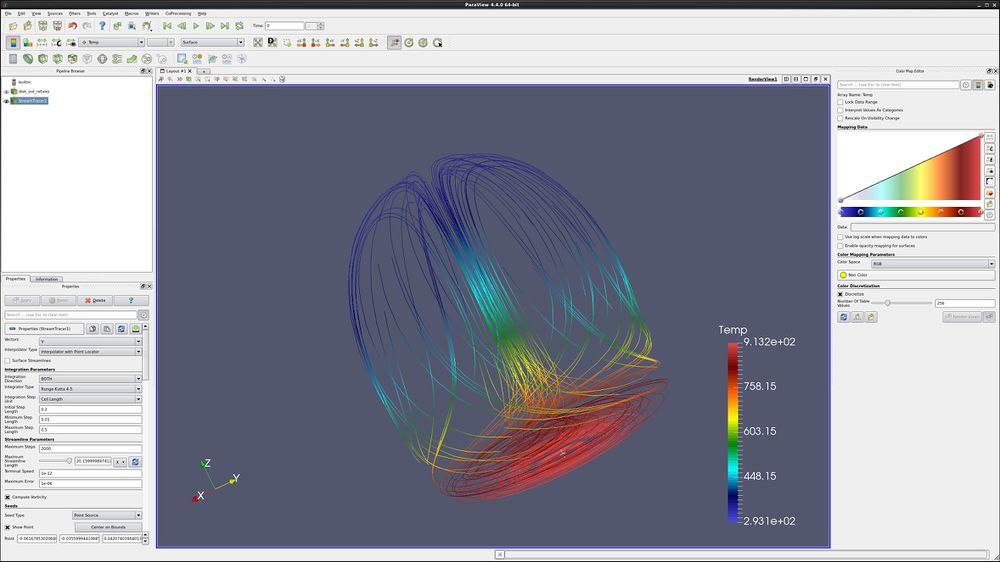 ParaView 4.4.0 64-bit
File Edit View Sources Filters Tools Catalyst Macros Writers CoProcessing Help
Time: 0
Temp Surface
Pipeline Browser
Layout #1
RenderView1
Color Map Editor
builtin:
disk_out_ref.ex2
StreamTracer1
Search ... (use Esc to clear text)
Array Name: Temp
Lock Data Range
Interpret Values As Categories
Rescale On Visibility Change
Mapping Data
Data:
Use log scale when mapping data to colors
Enable opacity mapping for surfaces
Color Mapping Parameters
Color Space RGB
Nan Color
Color Discretization
Discretize
Number Of Table Values 256
Render Views
Properties Information
Properties
Apply Reset Delete ?
Search ... (use Esc to clear text)
Properties (StreamTracer1)
Vectors V
Interpolator Type Interpolator with Point Locator
Surface Streamlines
Integration Parameters
Integration Direction BOTH
Integrator Type Runge-Kutta 4-5
Integration Step Unit Cell Length
Initial Step Length 0.2
Minimum Step Length 0.01
Maximum Step Length 0.5
Streamline Parameters
Maximum Steps 2000
Maximum Streamline Length
Terminal Speed 1e-12
Maximum Error 1e-06
Compute Vorticity
Seeds
Seed Type Point Source
Show Point Center on Bounds
Point
Temp
9.132e+02
758.15
603.15
448.15
2.931e+02
Z
Y
X